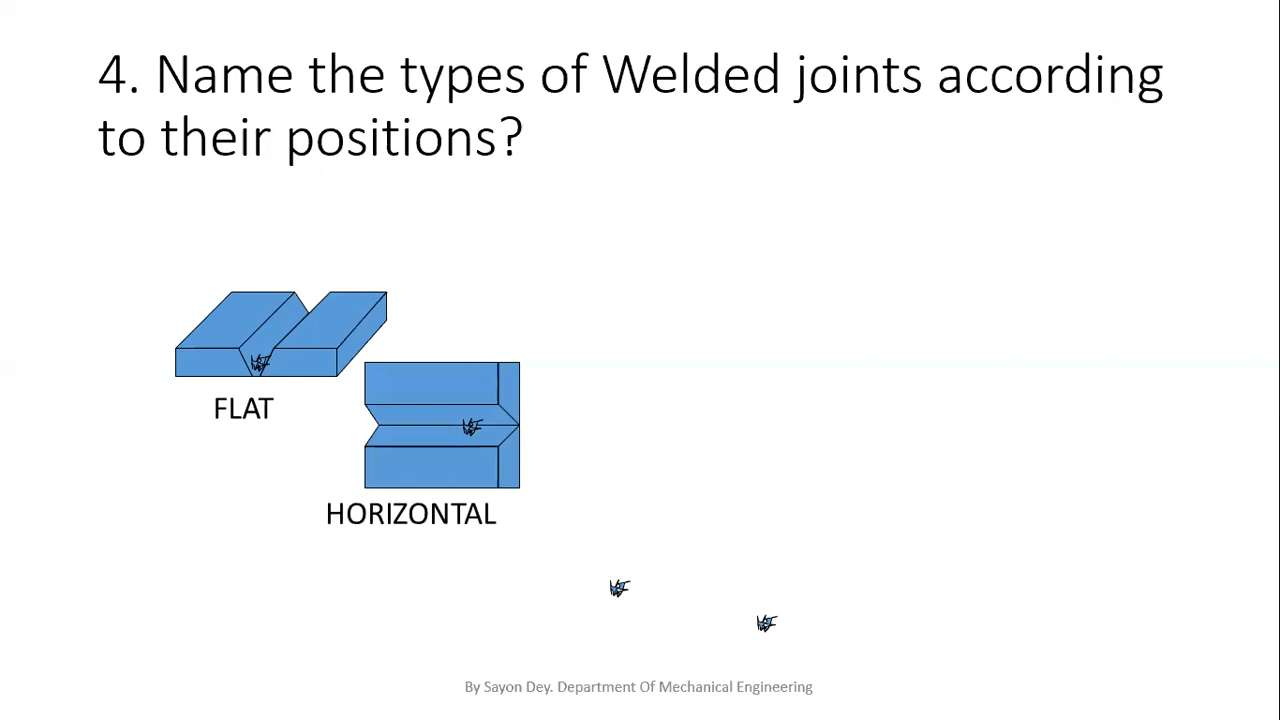 4. Name the types of Welded joints according
to their positions?
FLAT
HORIZONTAL
By Sayon Dey. Department Of Mechanical Engineering